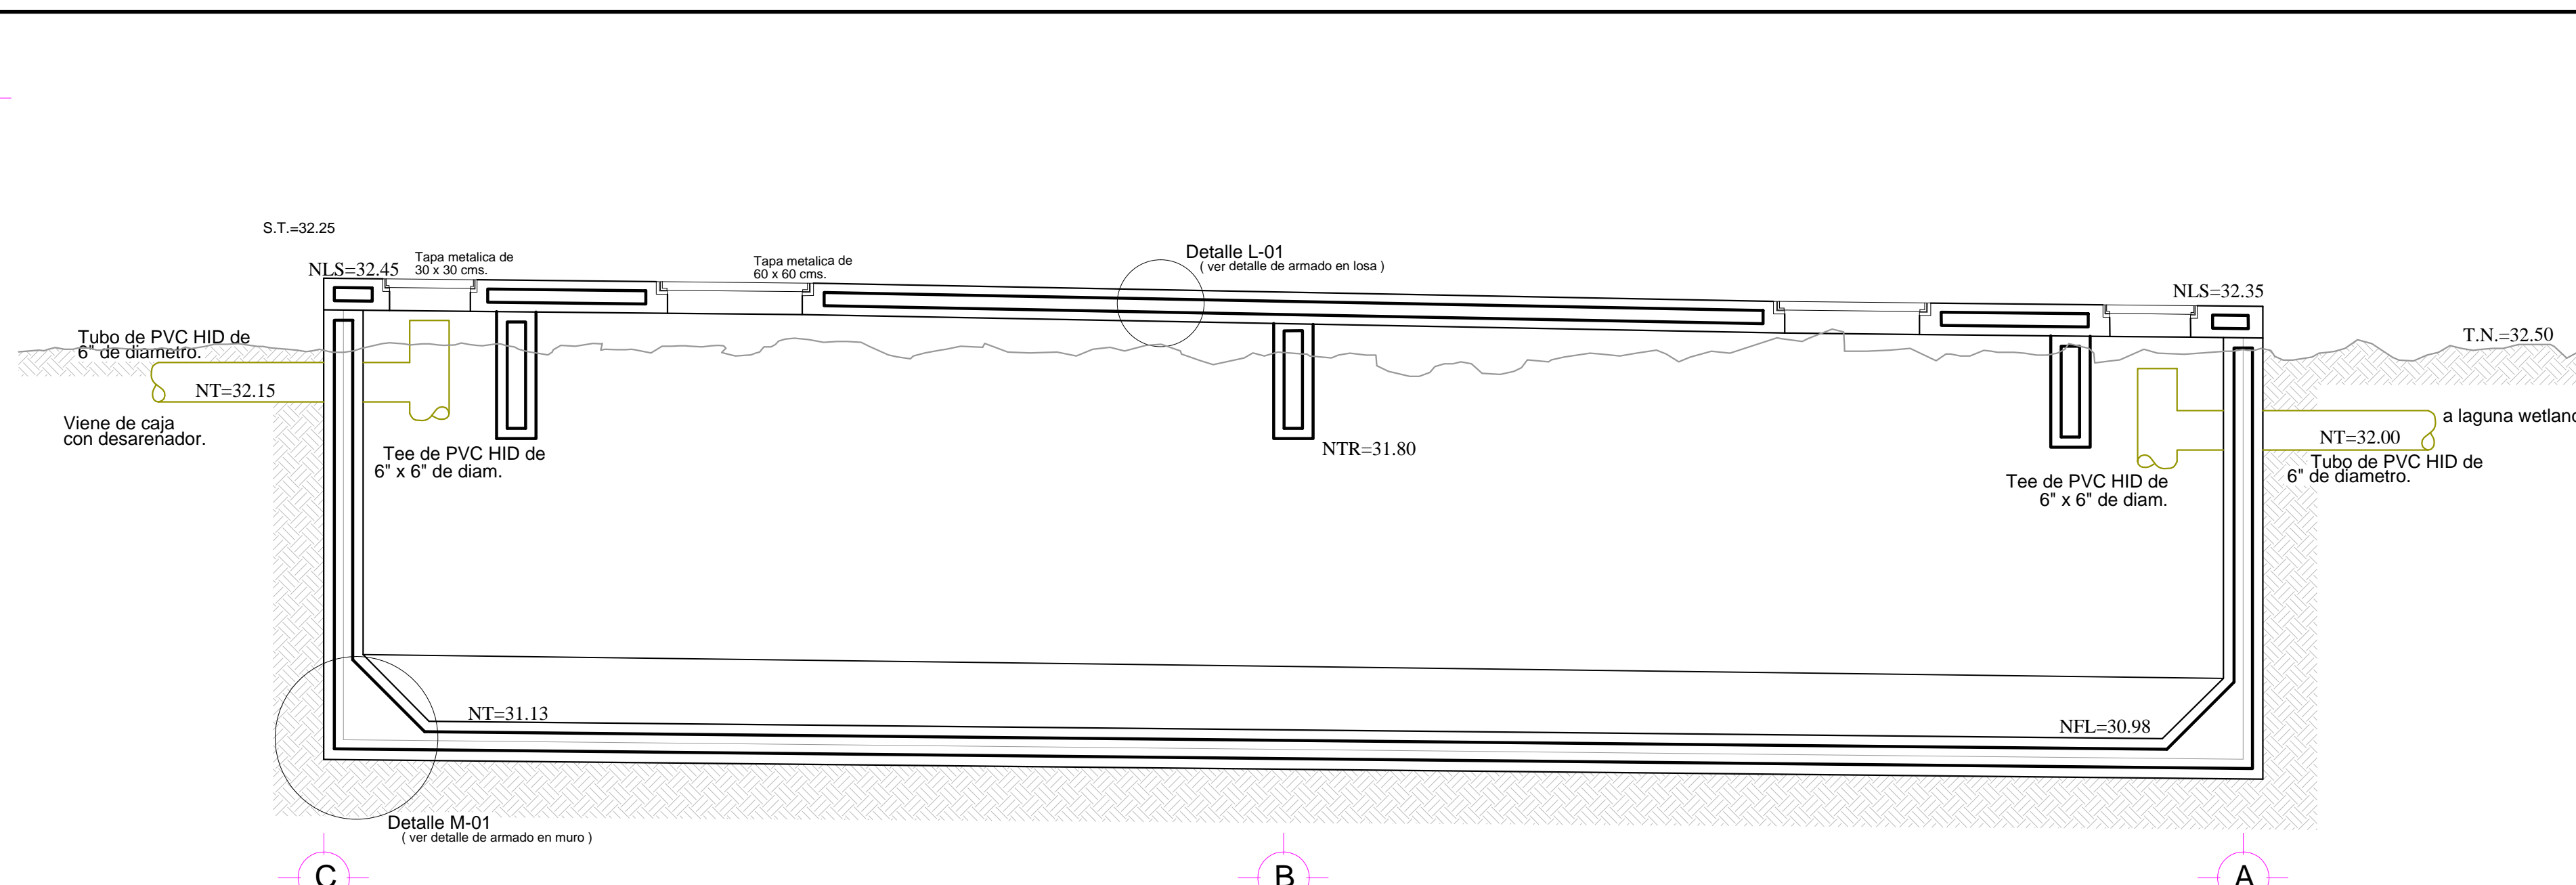 S.T.=32.25
NLS=32.45
Tapa metalica de
30 x 30 cms.
Tapa metalica de
60 x 60 cms.
Detalle L-01
( ver detalle de armado en losa )
NLS=32.35
T.N.=32.50
Tubo de PVC HID de
6" de diametro.
NT=32.15
Viene de caja
con desarenador.
Tee de PVC HID de
6" x 6" de diam.
NTR=31.80
a laguna wetland
NT=32.00
Tubo de PVC HID de
6" de diametro.
Tee de PVC HID de
6" x 6" de diam.
NT=31.13
NFL=30.98
Detalle M-01
( ver detalle de armado en muro )
C
B
A